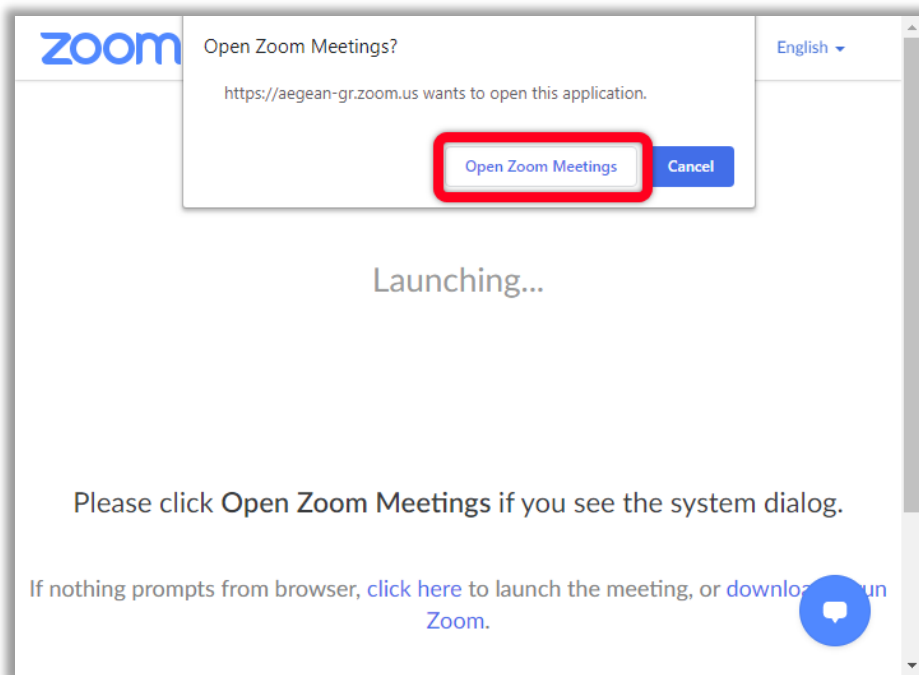 zoom
Open Zoom Meetings?
English
https://aegean-gr.zoom.us wants to open this application.
Open Zoom Meetings
Cancel
Launching...
Please click Open Zoom Meetings if you see the system dialog.
If nothing prompts from browser, click here to launch the meeting, or
Zoom.